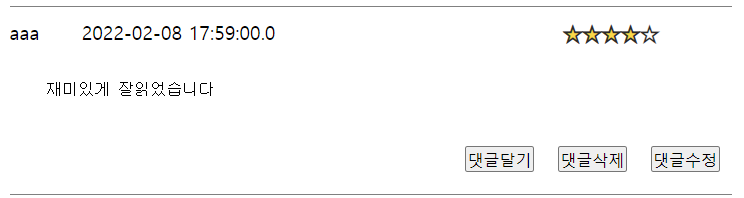 aaa 2022-02-08 17:59:00.0 ★★★★☆
재미있게 잘읽었습니다
댓글달기 댓글삭제 댓글수정